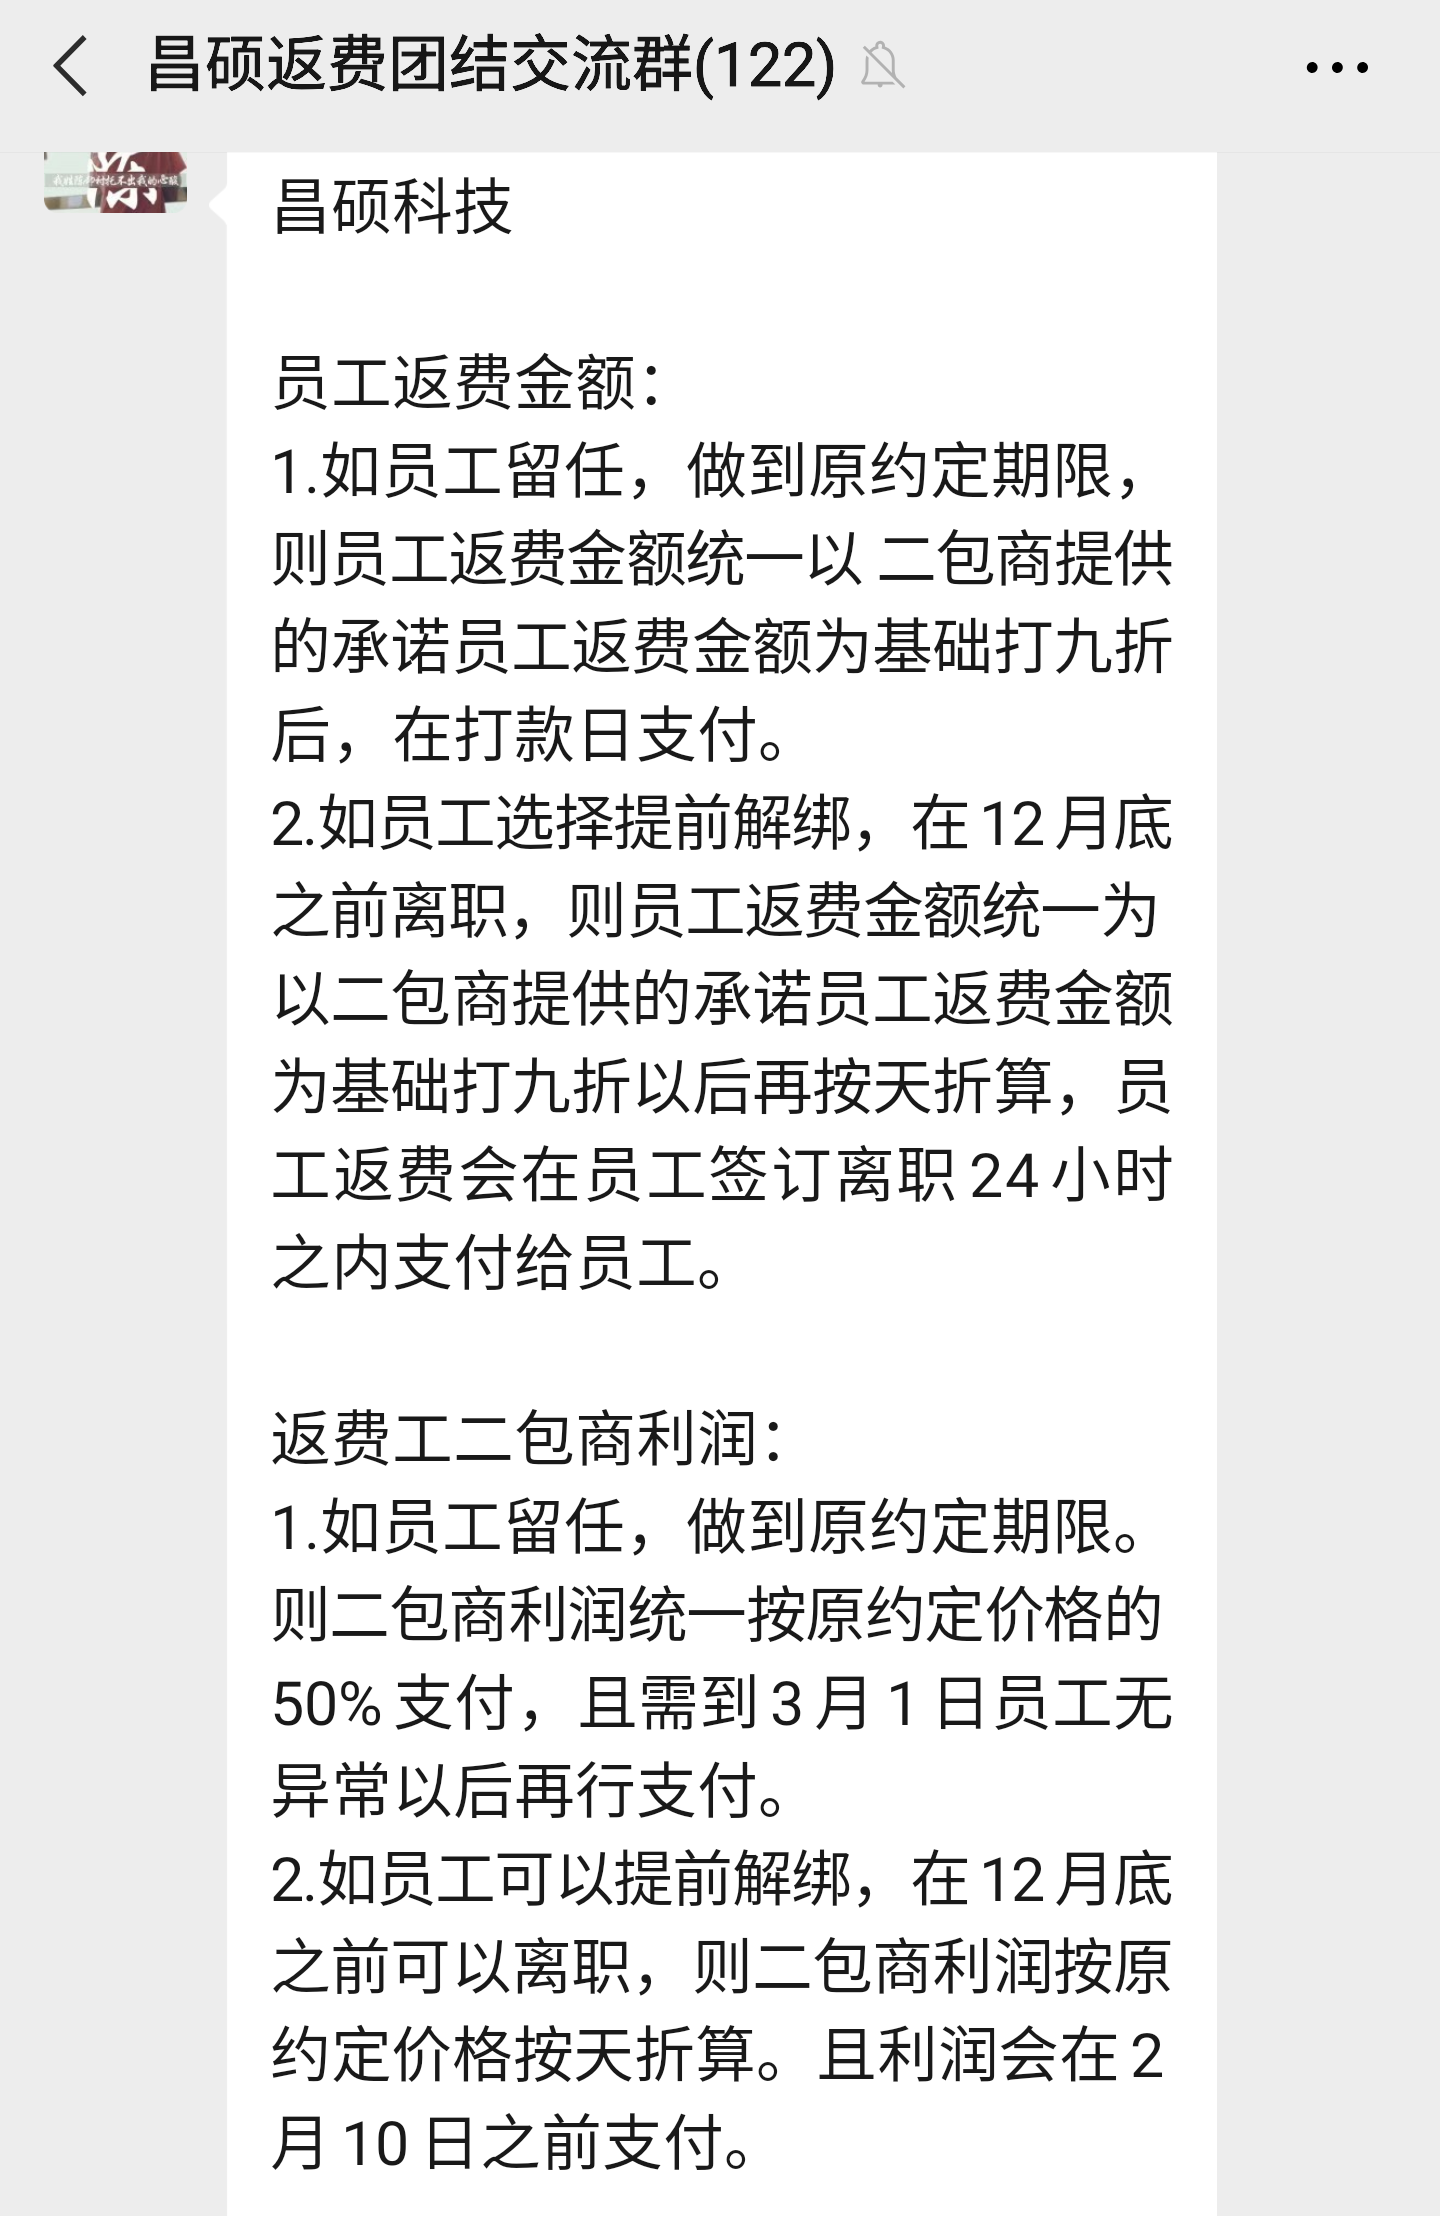 昌硕返费团结交流群(122)
昌硕科技
员工返费金额：
1.如员工留任，做到原约定期限，
则员工返费金额统一以 二包商提供
的承诺员工返费金额为基础打九折
后，在打款日支付。
2.如员工选择提前解绑，在12月底
之前离职，则员工返费金额统一为
以二包商提供的承诺员工返费金额
为基础打九折以后再按天折算，员
工返费会在员工签订离职24小时
之内支付给员工。
返费工二包商利润：
1.如员工留任，做到原约定期限。
则二包商利润统一按原约定价格的
50%支付，且需到3月1日员工无
异常以后再行支付。
2.如员工可以提前解绑，在12月底
之前可以离职，则二包商利润按原
约定价格按天折算。且利润会在2
月10日之前支付。